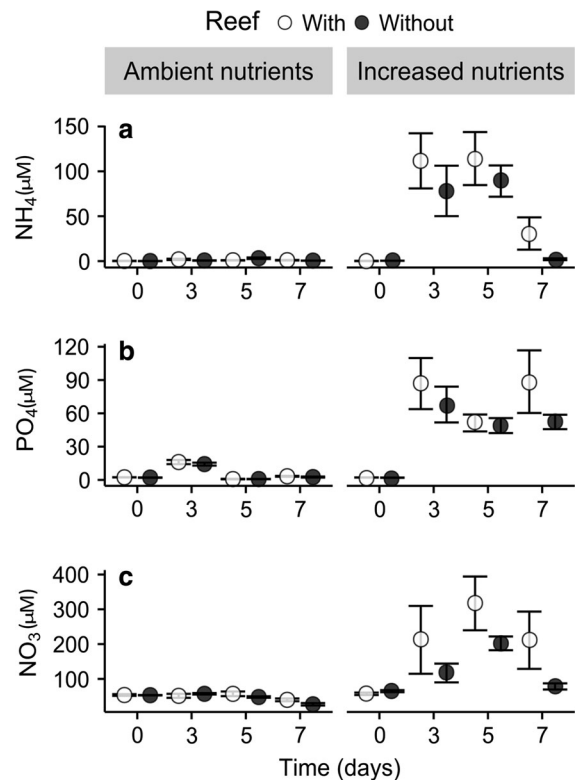 Reef ○ With ● Without
Ambient nutrients Increased nutrients
a
150
100
50
0
NH₄(µM)
0 3 5 7 0 3 5 7
b
120
90
60
30
0
PO₄(µM)
0 3 5 7 0 3 5 7
c
400
300
200
100
NO₃(µM)
0 3 5 7 0 3 5 7
Time (days)